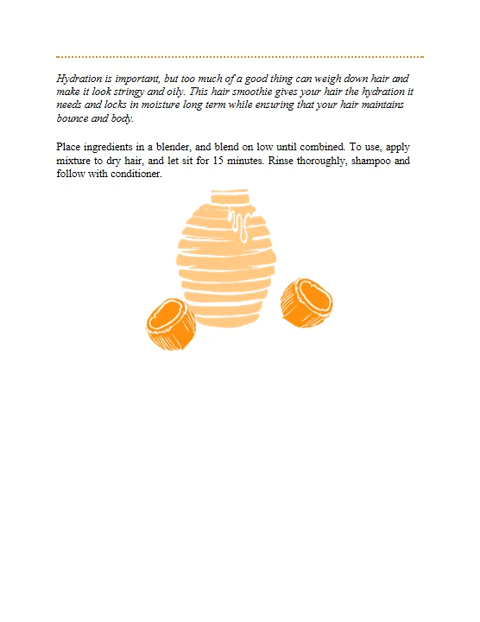 Hydration is important, but too much of a good thing can weigh down hair and
make it look stringy and oily. This hair smoothie gives your hair the hydration it
needs and locks in moisture long term while ensuring that your hair maintains
bounce and body.
Place ingredients in a blender, and blend on low until combined. To use, apply
mixture to dry hair, and let sit for 15 minutes. Rinse thoroughly, shampoo and
follow with conditioner.